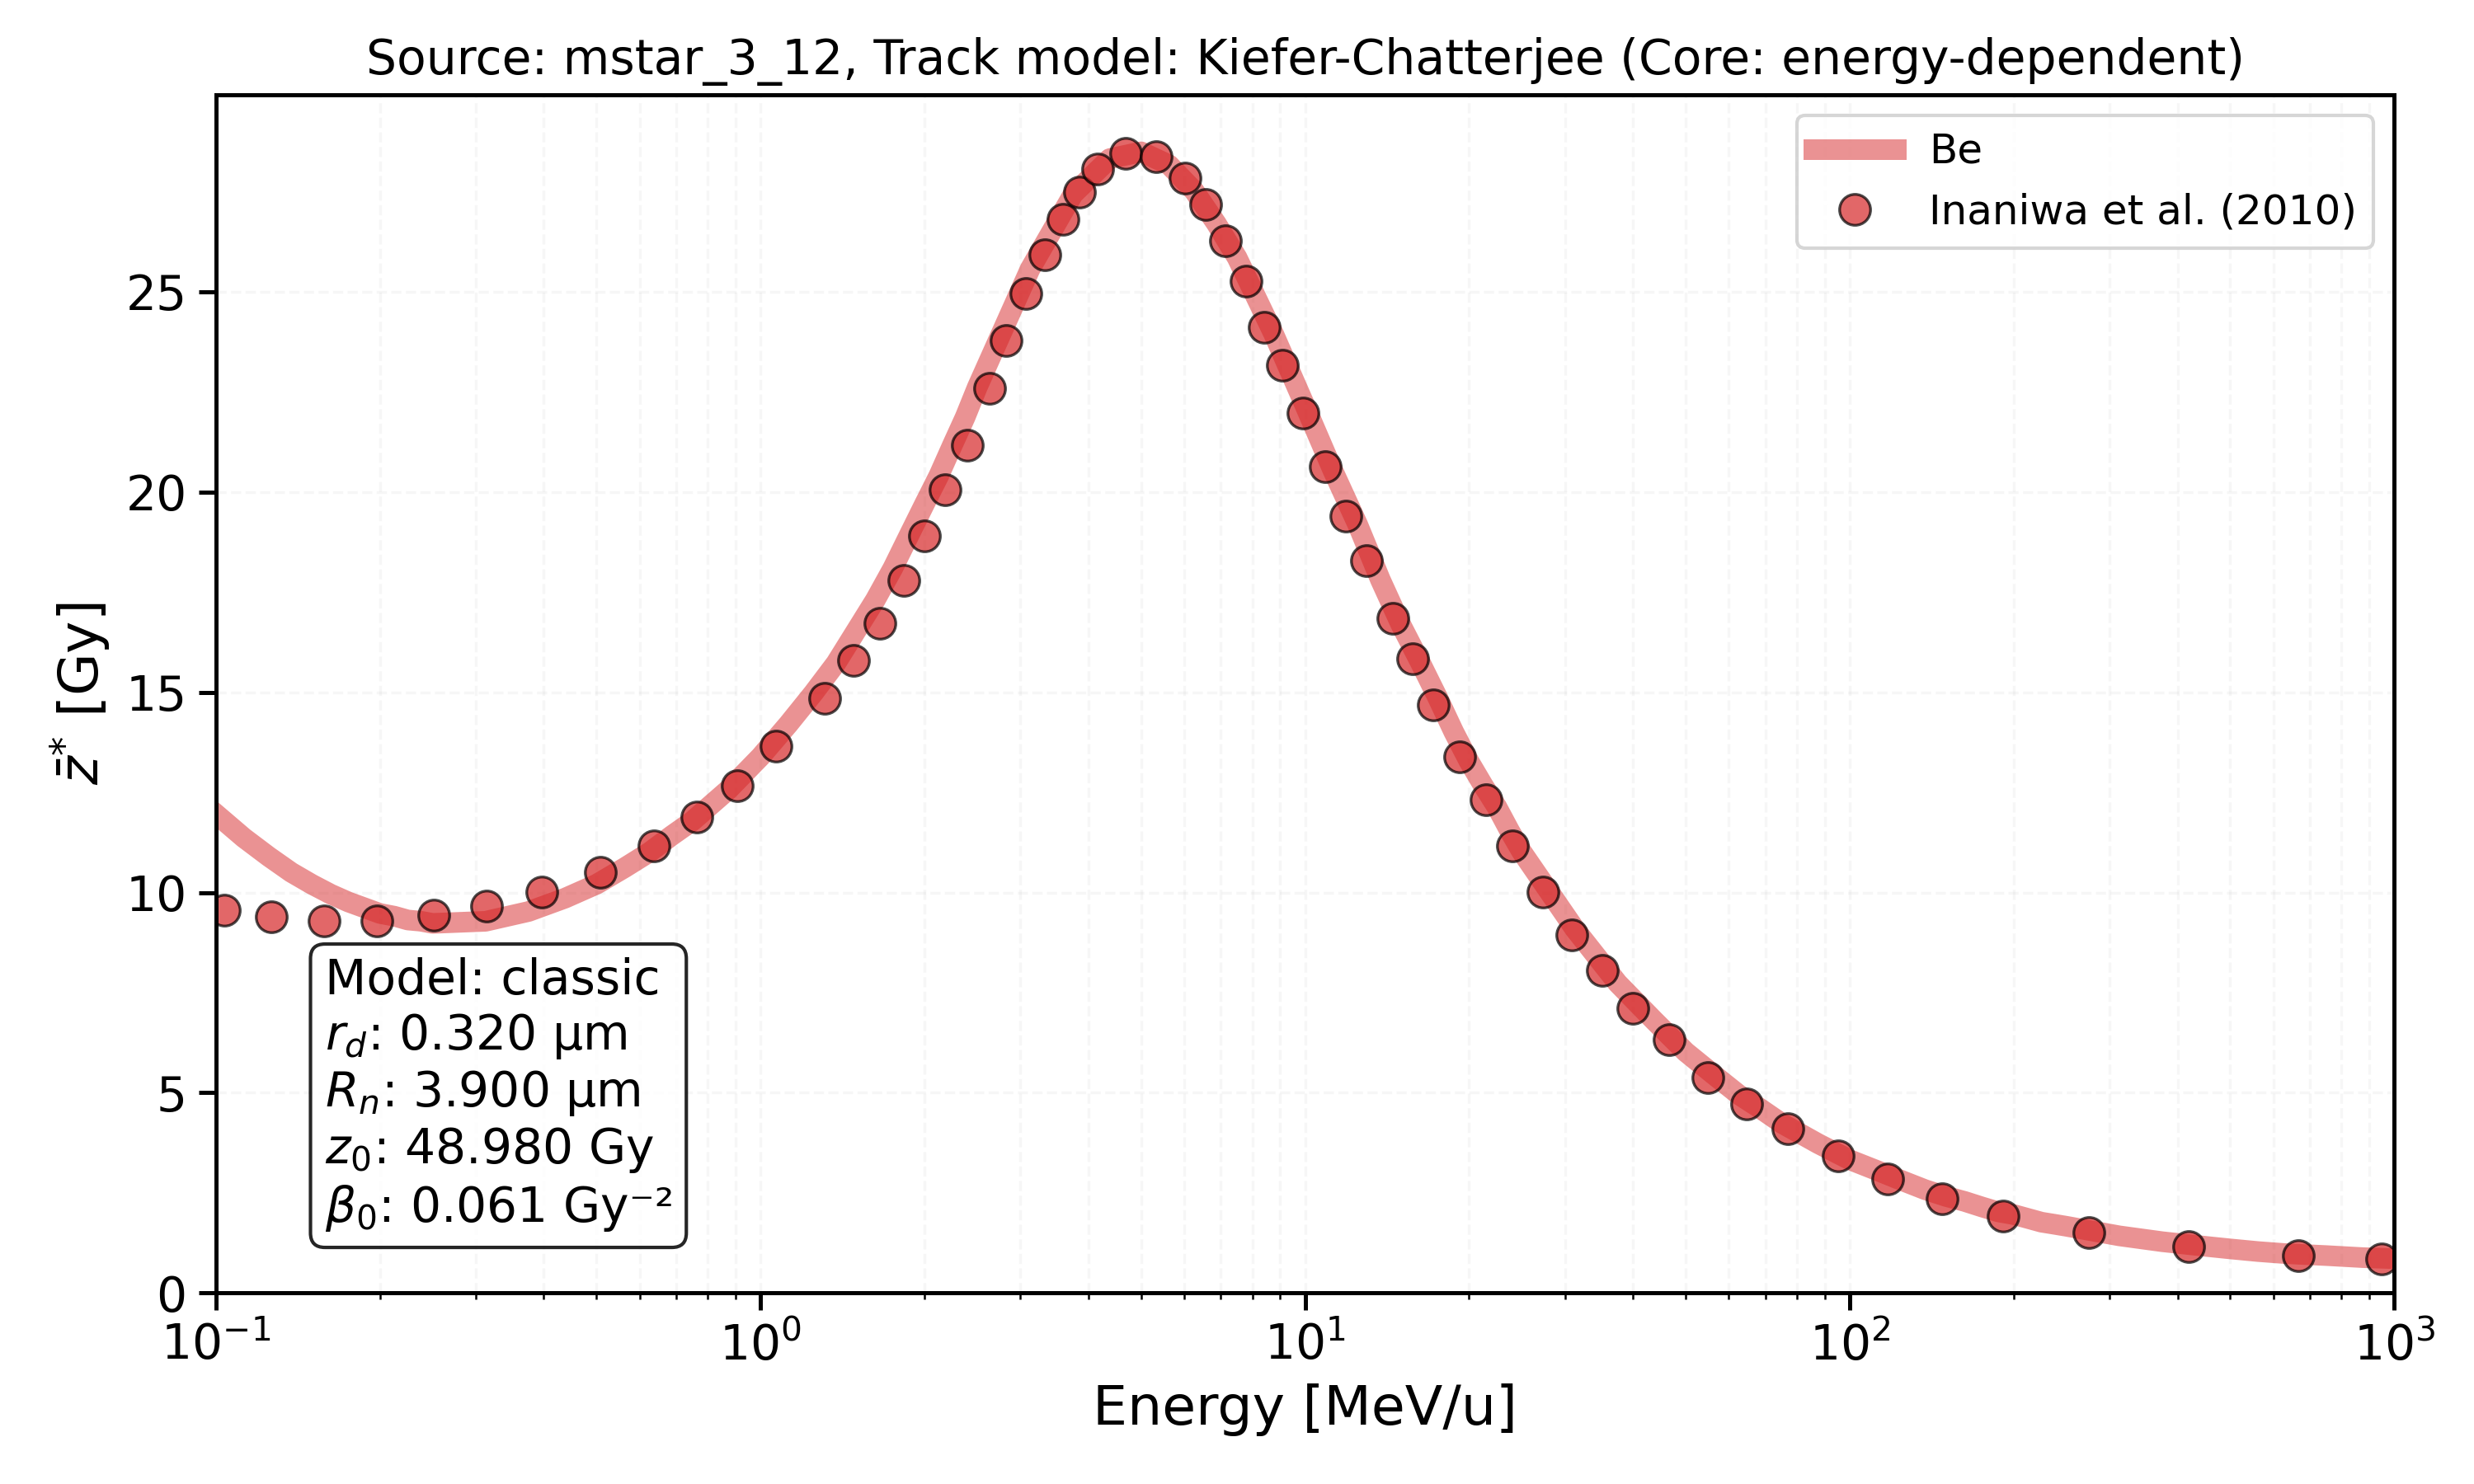 Source: mstar_3_12, Track model: Kiefer-Chatterjee (Core: energy-dependent)
Be
Inaniwa et al. (2010)
z̄* [Gy]
25
20
15
10
5
0
Model: classic
r_d: 0.320 μm
R_n: 3.900 μm
z₀: 48.980 Gy
β₀: 0.061 Gy⁻²
10⁻¹ 10⁰ 10¹ 10² 10³
Energy [MeV/u]